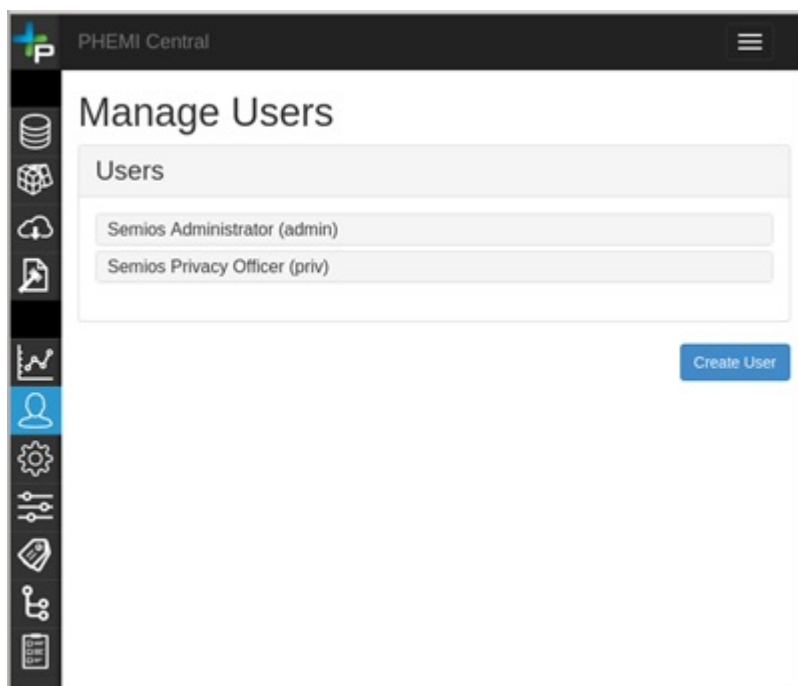 P
PHEMI Central
Manage Users
Users
Semios Administrator (admin)
Semios Privacy Officer (priv)
Create User